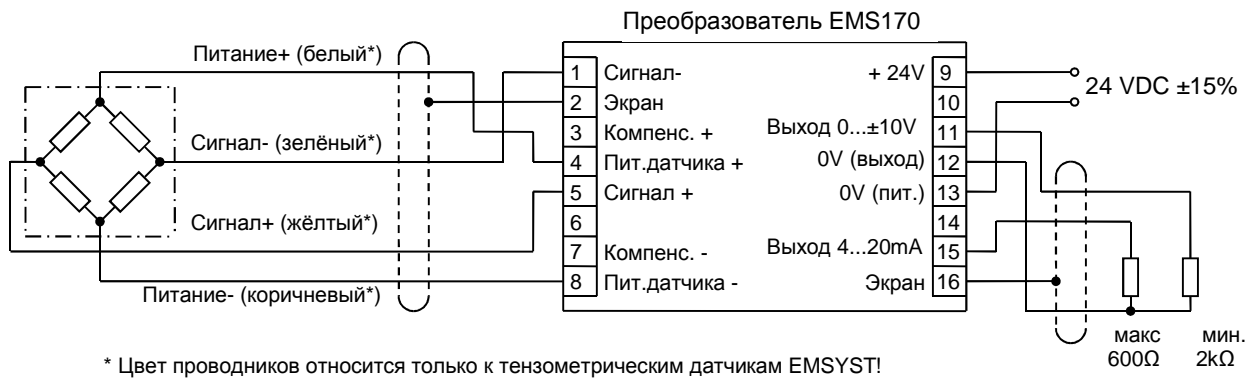 Преобразователь EMS170
Питание+ (белый*)
Сигнал- (зелёный*)
Сигнал+ (жёлтый*)
Питание- (коричневый*)
1 Сигнал-
2 Экран
3 Компенс. +
4 Пит.датчика +
5 Сигнал +
6
7 Компенс. -
8 Пит.датчика -
+ 24V 9
10
Выход 0...±10V 11
0V (выход) 12
0V (пит.) 13
14
Выход 4...20mA 15
Экран 16
24 VDC ±15%
макс
600Ω
мин.
2kΩ
* Цвет проводников относится только к тензометрическим датчикам EMSYST!